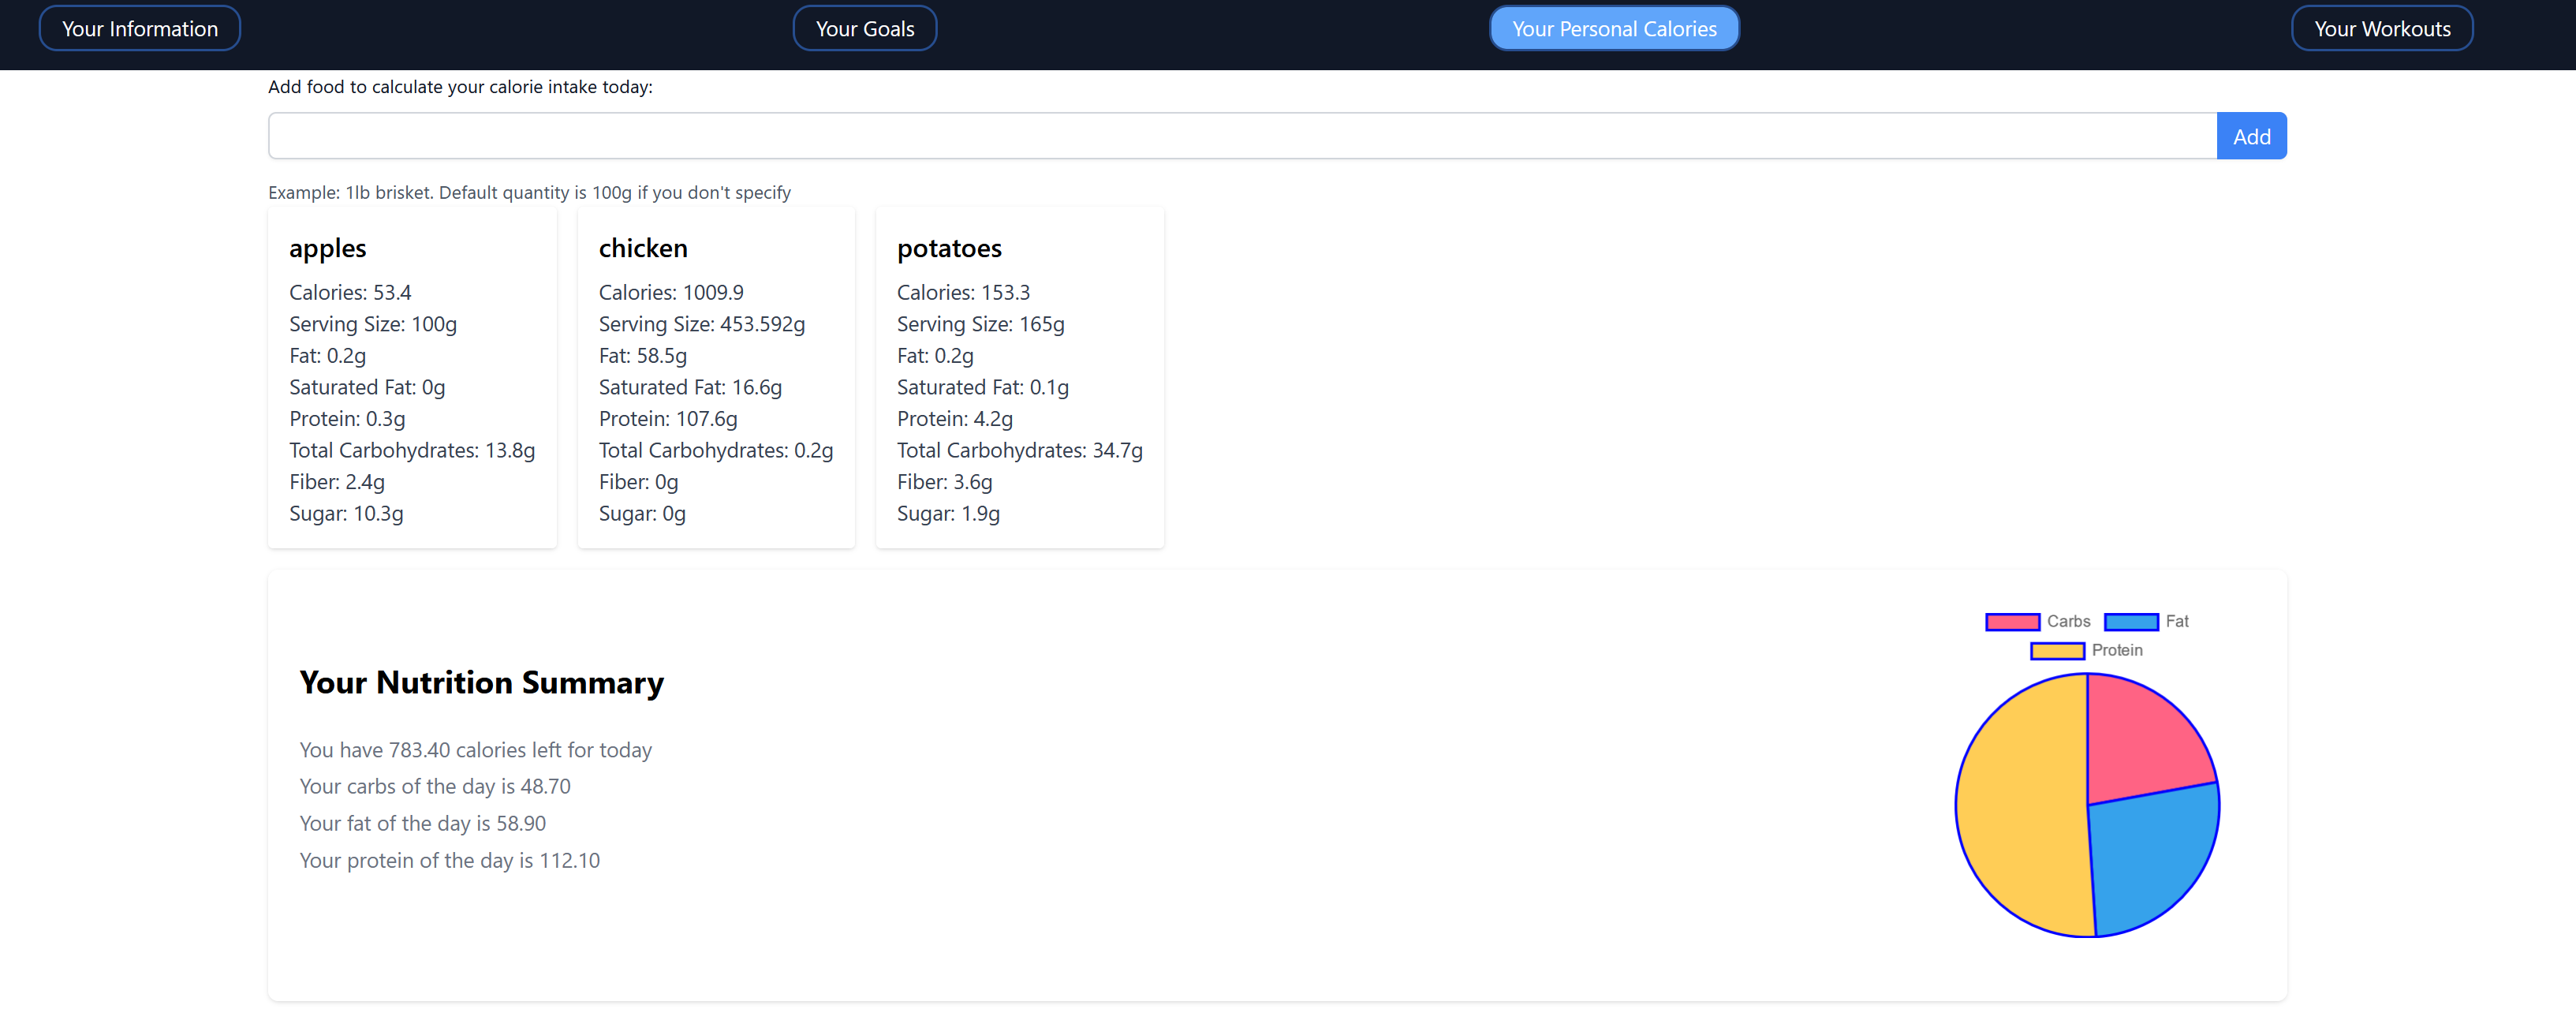 Your Information
Your Goals
Your Personal Calories
Your Workouts
Add food to calculate your calorie intake today:
Add
Example: 1lb brisket. Default quantity is 100g if you don't specify
apples
Calories: 53.4
Serving Size: 100g
Fat: 0.2g
Saturated Fat: 0g
Protein: 0.3g
Total Carbohydrates: 13.8g
Fiber: 2.4g
Sugar: 10.3g
chicken
Calories: 1009.9
Serving Size: 453.592g
Fat: 58.5g
Saturated Fat: 16.6g
Protein: 107.6g
Total Carbohydrates: 0.2g
Fiber: 0g
Sugar: 0g
potatoes
Calories: 153.3
Serving Size: 165g
Fat: 0.2g
Saturated Fat: 0.1g
Protein: 4.2g
Total Carbohydrates: 34.7g
Fiber: 3.6g
Sugar: 1.9g
Your Nutrition Summary
You have 783.40 calories left for today
Your carbs of the day is 48.70
Your fat of the day is 58.90
Your protein of the day is 112.10
Carbs
Fat
Protein